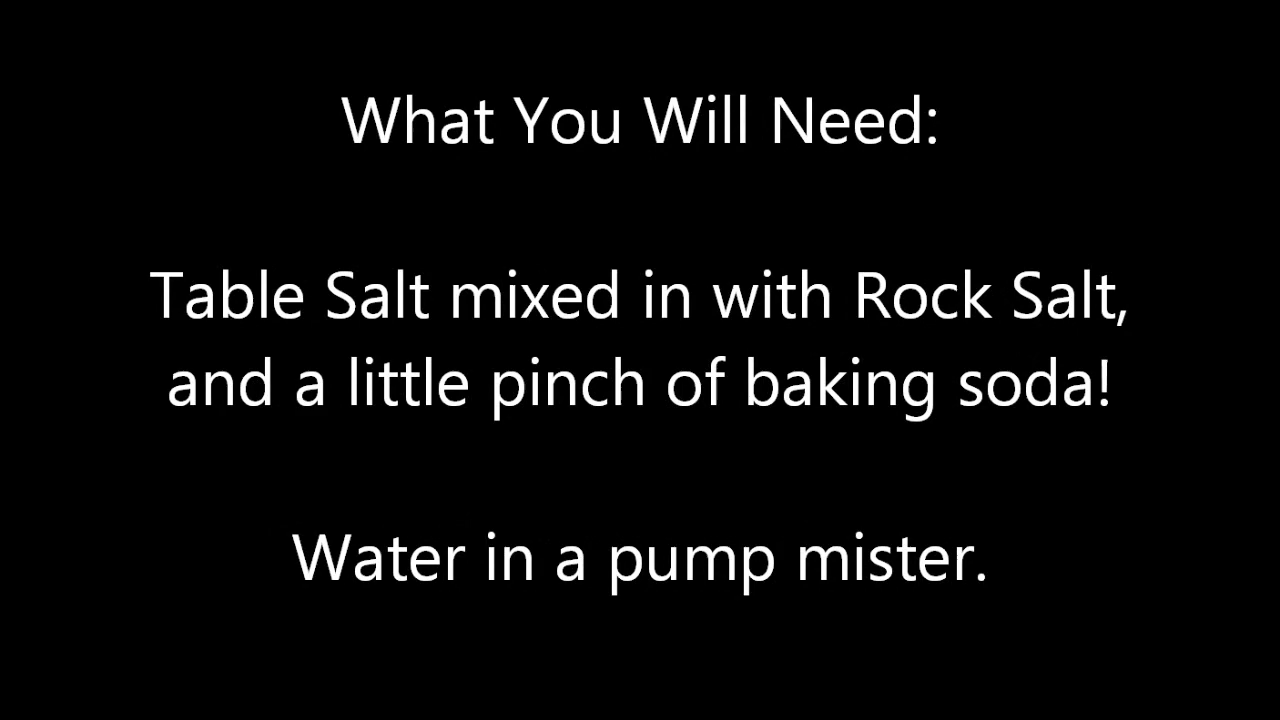 What You Will Need:
Table Salt mixed in with Rock Salt,
and a little pinch of baking soda!
Water in a pump mister.